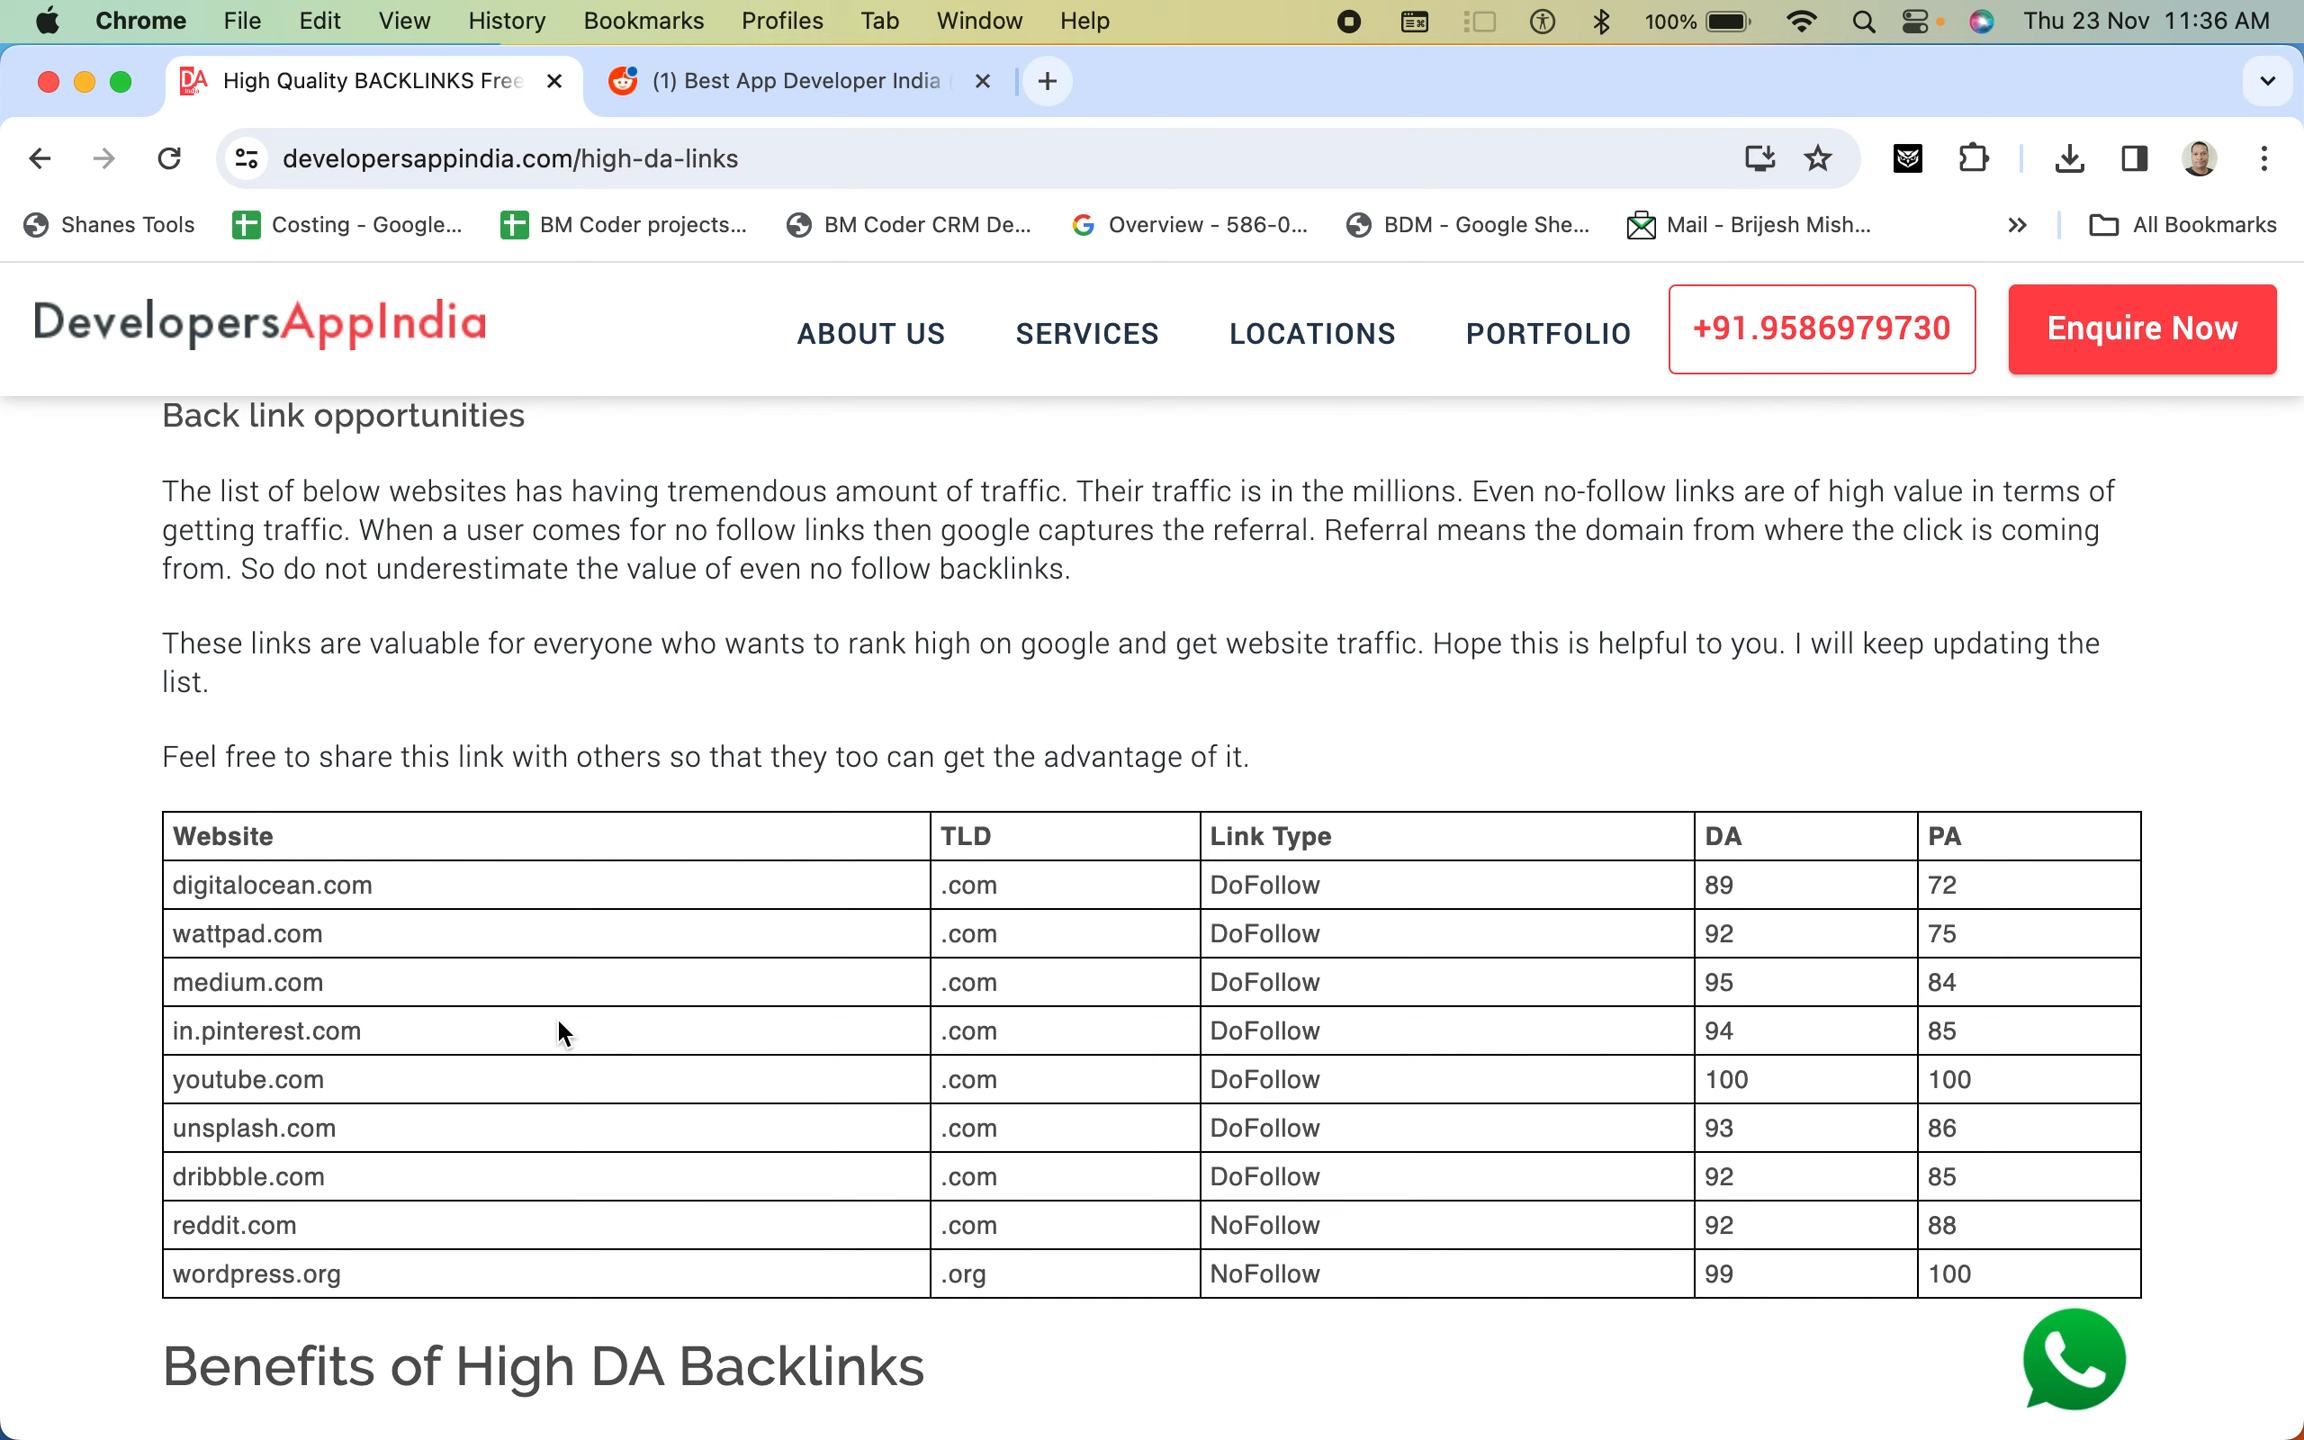 Chrome File Edit View History Bookmarks Profiles Tab Window Help 100% Thu 23 Nov 11:36 AM
High Quality BACKLINKS Free (1) Best App Developer India
developersappindia.com/high-da-links
Shanes Tools Costing - Google... BM Coder projects... BM Coder CRM De... Overview - 586-0... BDM - Google She... Mail - Brijesh Mish... » All Bookmarks
DevelopersAppIndia ABOUT US SERVICES LOCATIONS PORTFOLIO +91.9586979730 Enquire Now
Back link opportunities
The list of below websites has having tremendous amount of traffic. Their traffic is in the millions. Even no-follow links are of high value in terms of
getting traffic. When a user comes for no follow links then google captures the referral. Referral means the domain from where the click is coming
from. So do not underestimate the value of even no follow backlinks.
These links are valuable for everyone who wants to rank high on google and get website traffic. Hope this is helpful to you. I will keep updating the
list.
Feel free to share this link with others so that they too can get the advantage of it.
Website TLD Link Type DA PA
digitalocean.com .com DoFollow 89 72
wattpad.com .com DoFollow 92 75
medium.com .com DoFollow 95 84
in.pinterest.com .com DoFollow 94 85
youtube.com .com DoFollow 100 100
unsplash.com .com DoFollow 93 86
dribbble.com .com DoFollow 92 85
reddit.com .com NoFollow 92 88
wordpress.org .org NoFollow 99 100
Benefits of High DA Backlinks